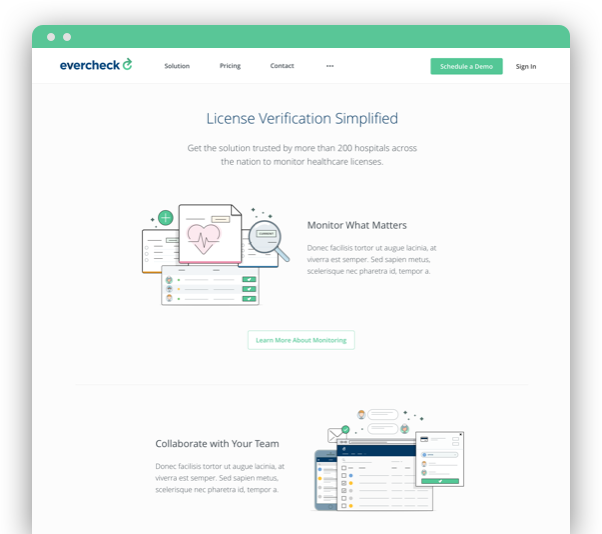 evercheck
Solution
Pricing
Contact
Schedule a Demo
Sign In
License Verification Simplified
Get the solution trusted by more than 200 hospitals across
the nation to monitor healthcare licenses.
Monitor What Matters
Donec facilisis tortor ut augue lacinia, at
viverra est semper. Sed sapien metus,
scelerisque nec pharetra id, tempor a.
Learn More About Monitoring
Collaborate with Your Team
Donec facilisis tortor ut augue lacinia, at
viverra est semper. Sed sapien metus,
scelerisque nec pharetra id, tempor a.